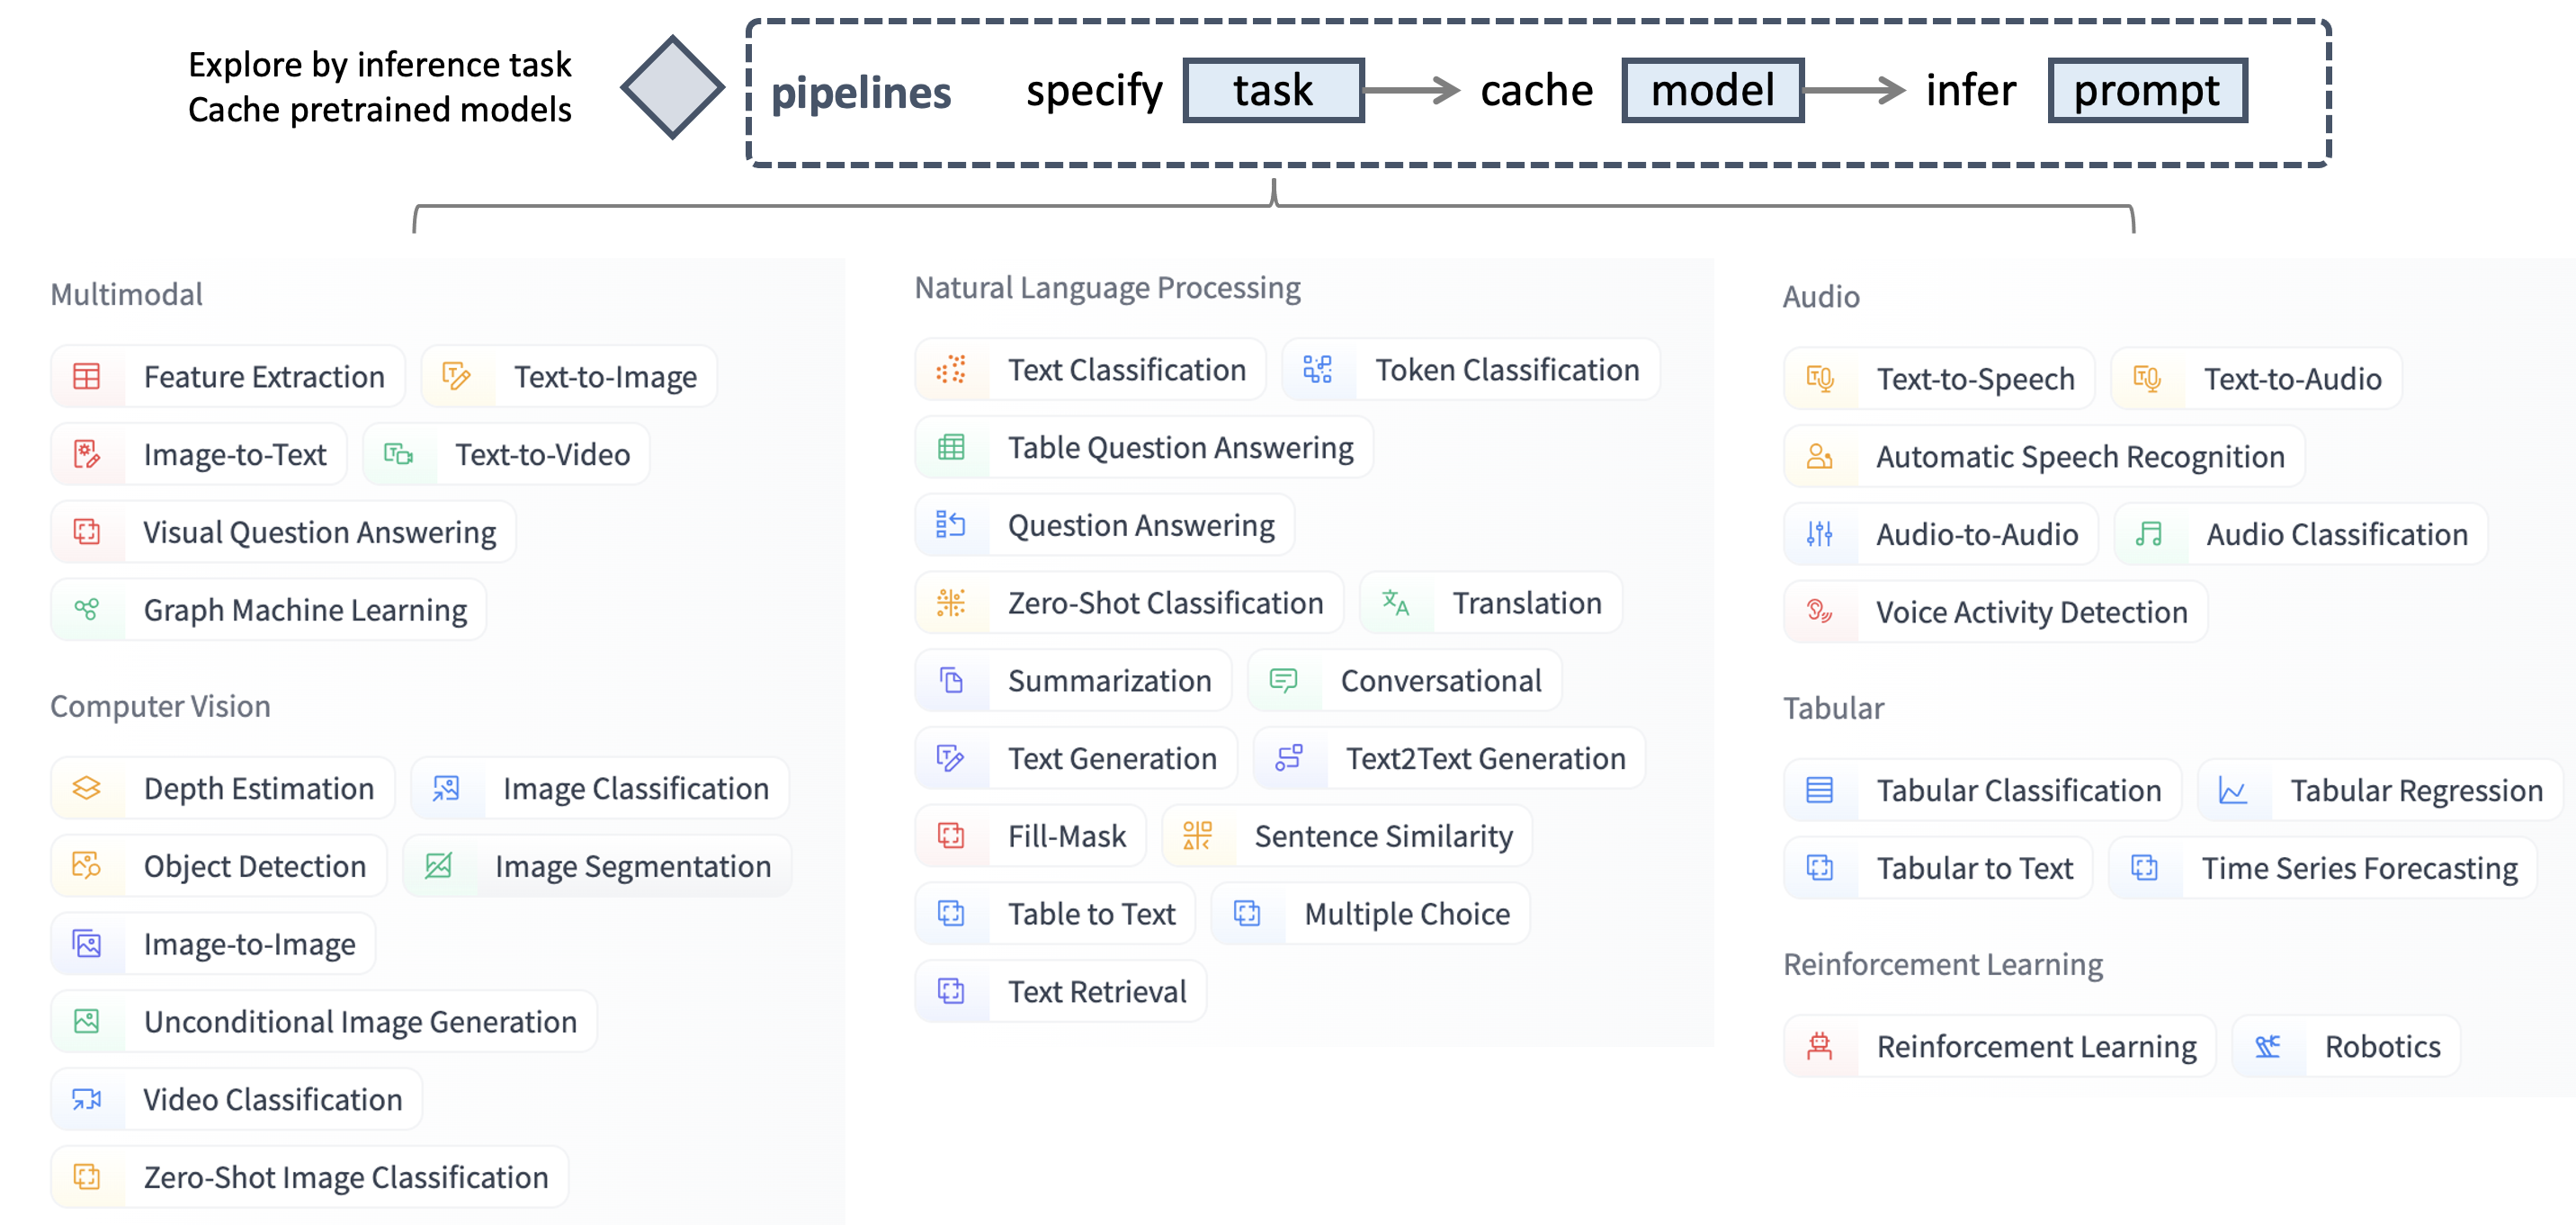 Explore by inference task
Cache pretrained models
pipelines specify task cache model infer prompt
Multimodal
Feature Extraction Text-to-Image
Image-to-Text Text-to-Video
Visual Question Answering
Graph Machine Learning
Computer Vision
Depth Estimation Image Classification
Object Detection Image Segmentation
Image-to-Image
Unconditional Image Generation
Video Classification
Zero-Shot Image Classification
Natural Language Processing
Text Classification Token Classification
Table Question Answering
Question Answering
Zero-Shot Classification Translation
Summarization Conversational
Text Generation Text2Text Generation
Fill-Mask Sentence Similarity
Table to Text Multiple Choice
Text Retrieval
Audio
Text-to-Speech Text-to-Audio
Automatic Speech Recognition
Audio-to-Audio Audio Classification
Voice Activity Detection
Tabular
Tabular Classification Tabular Regression
Tabular to Text Time Series Forecasting
Reinforcement Learning
Reinforcement Learning Robotics